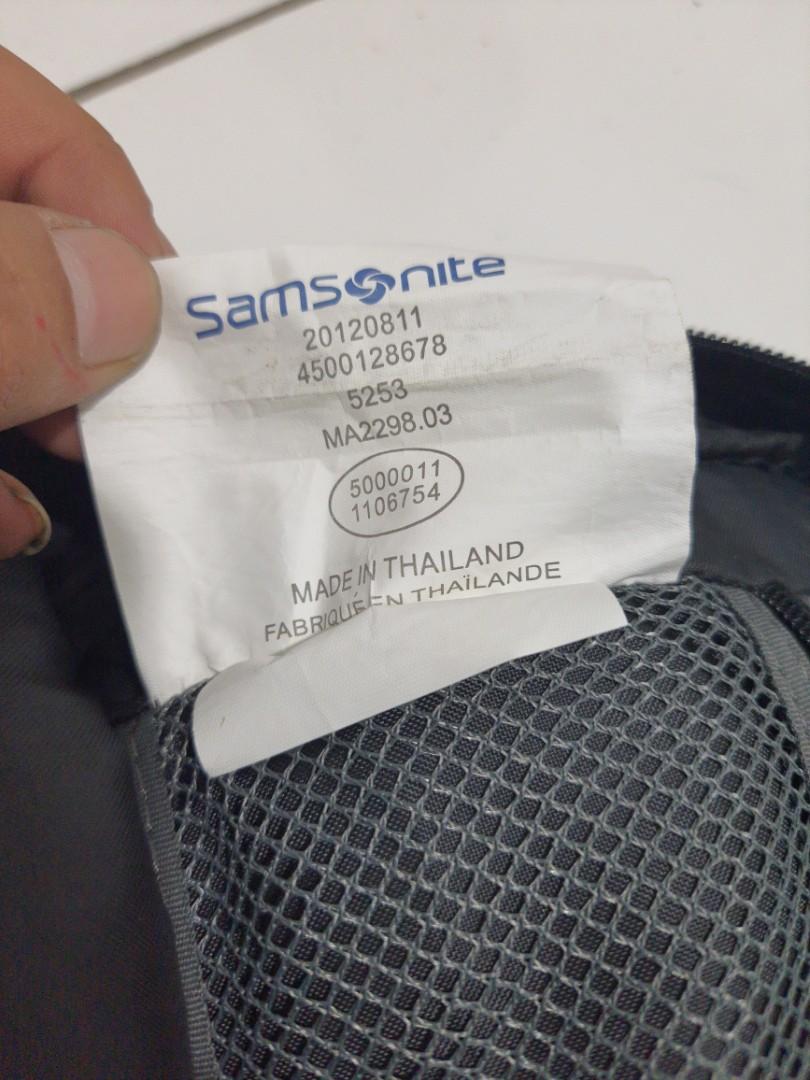 Samsonite
20120811
4500128678
5253
MA2298.03
5000011
1106754
MADE IN THAILAND
FABRIQUÉ EN THAÏLANDE